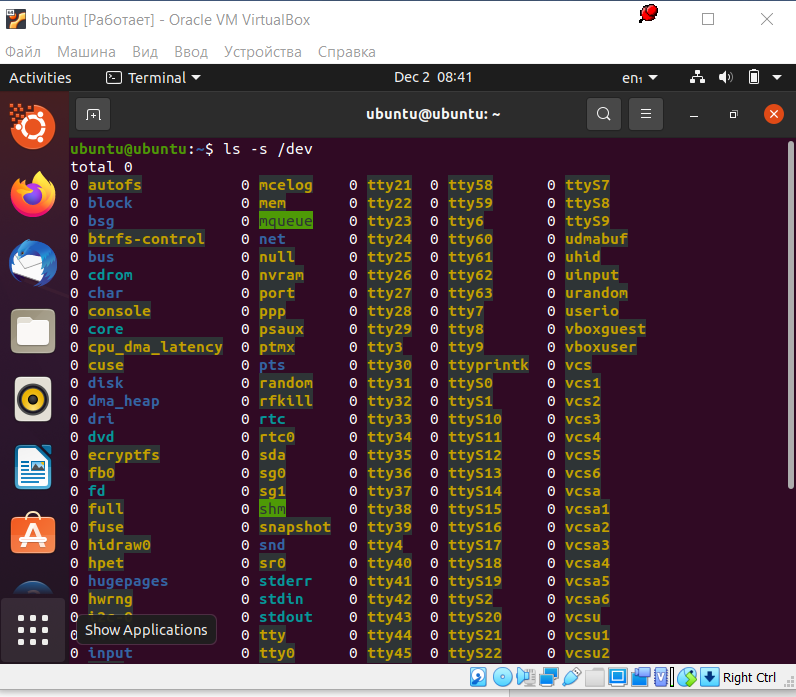 Ubuntu [Работает] - Oracle VM VirtualBox
Файл Машина Вид Ввод Устройства Справка
Activities Terminal Dec 2 08:41 en₁
ubuntu@ubuntu: ~
ubuntu@ubuntu:~$ ls -s /dev
total 0
0 autofs 0 mcelog 0 tty21 0 tty58 0 ttyS7
0 block 0 mem 0 tty22 0 tty59 0 ttyS8
0 bsg 0 mqueue 0 tty23 0 tty6 0 ttyS9
0 btrfs-control 0 net 0 tty24 0 tty60 0 udmabuf
0 bus 0 null 0 tty25 0 tty61 0 uhid
0 cdrom 0 nvram 0 tty26 0 tty62 0 uinput
0 char 0 port 0 tty27 0 tty63 0 urandom
0 console 0 ppp 0 tty28 0 tty7 0 userio
0 core 0 psaux 0 tty29 0 tty8 0 vboxguest
0 cpu_dma_latency 0 ptmx 0 tty3 0 tty9 0 vboxuser
0 cuse 0 pts 0 tty30 0 ttyprintk 0 vcs
0 disk 0 random 0 tty31 0 ttyS0 0 vcs1
0 dma_heap 0 rfkill 0 tty32 0 ttyS1 0 vcs2
0 dri 0 rtc 0 tty33 0 ttyS10 0 vcs3
0 dvd 0 rtc0 0 tty34 0 ttyS11 0 vcs4
0 ecryptfs 0 sda 0 tty35 0 ttyS12 0 vcs5
0 fb0 0 sg0 0 tty36 0 ttyS13 0 vcs6
0 fd 0 sg1 0 tty37 0 ttyS14 0 vcsa
0 full 0 shm 0 tty38 0 ttyS15 0 vcsa1
0 fuse 0 snapshot 0 tty39 0 ttyS16 0 vcsa2
0 hidraw0 0 snd 0 tty4 0 ttyS17 0 vcsa3
0 hpet 0 sr0 0 tty40 0 ttyS18 0 vcsa4
0 hugepages 0 stderr 0 tty41 0 ttyS19 0 vcsa5
0 hwrng 0 stdin 0 tty42 0 ttyS2 0 vcsa6
0 stdout 0 tty43 0 ttyS20 0 vcsu
Show Applications 0 tty 0 tty44 0 ttyS21 0 vcsu1
0 input 0 tty0 0 tty45 0 ttyS22 0 vcsu2
Right Ctrl